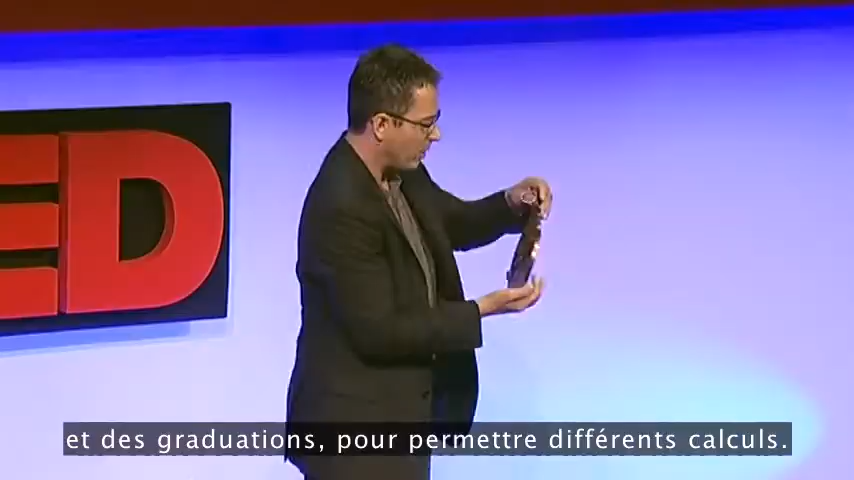 ED
et des graduations, pour permettre différents calculs.